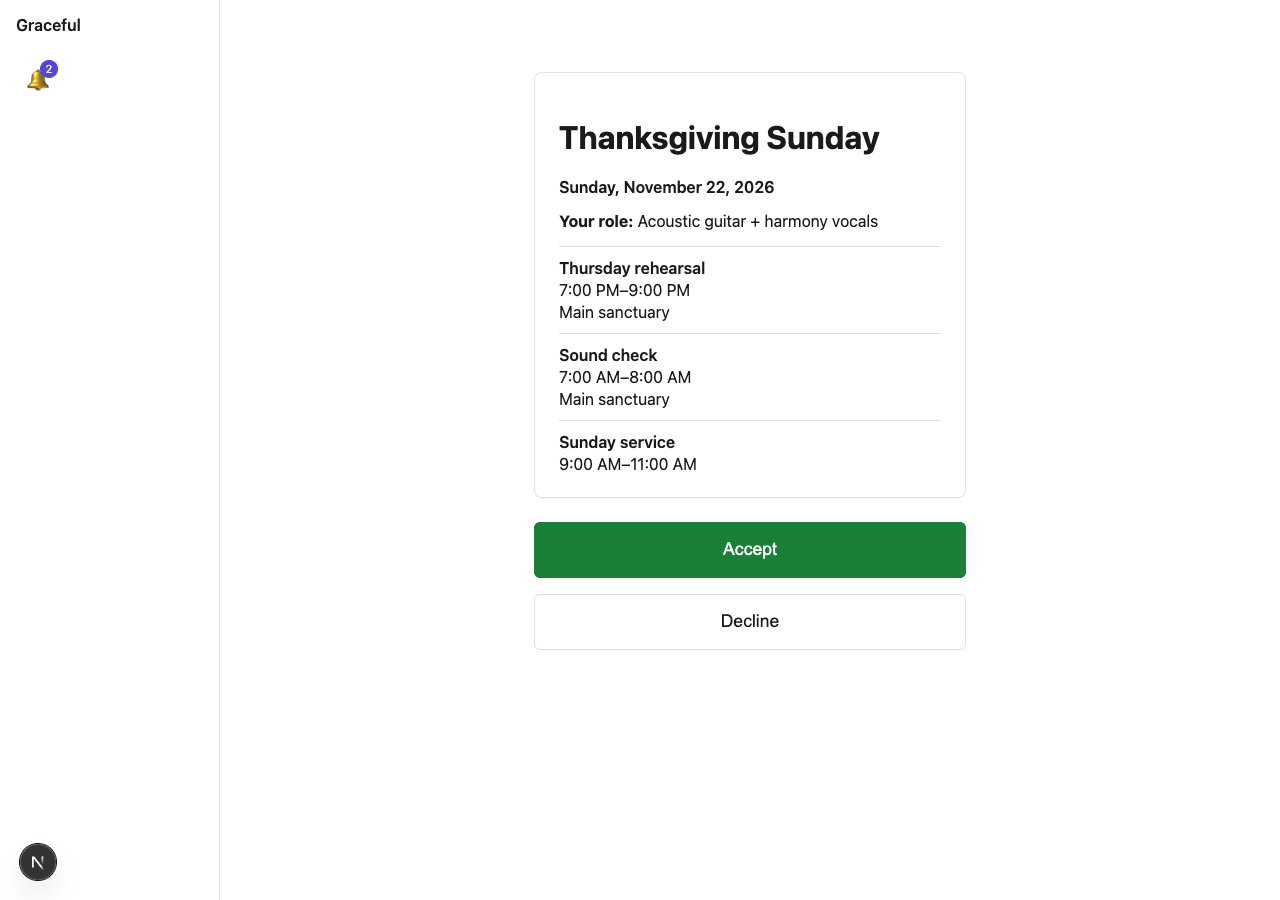 Graceful
2
Thanksgiving Sunday
Sunday, November 22, 2026
Your role: Acoustic guitar + harmony vocals
Thursday rehearsal
7:00 PM–9:00 PM
Main sanctuary
Sound check
7:00 AM–8:00 AM
Main sanctuary
Sunday service
9:00 AM–11:00 AM
Accept
Decline
N